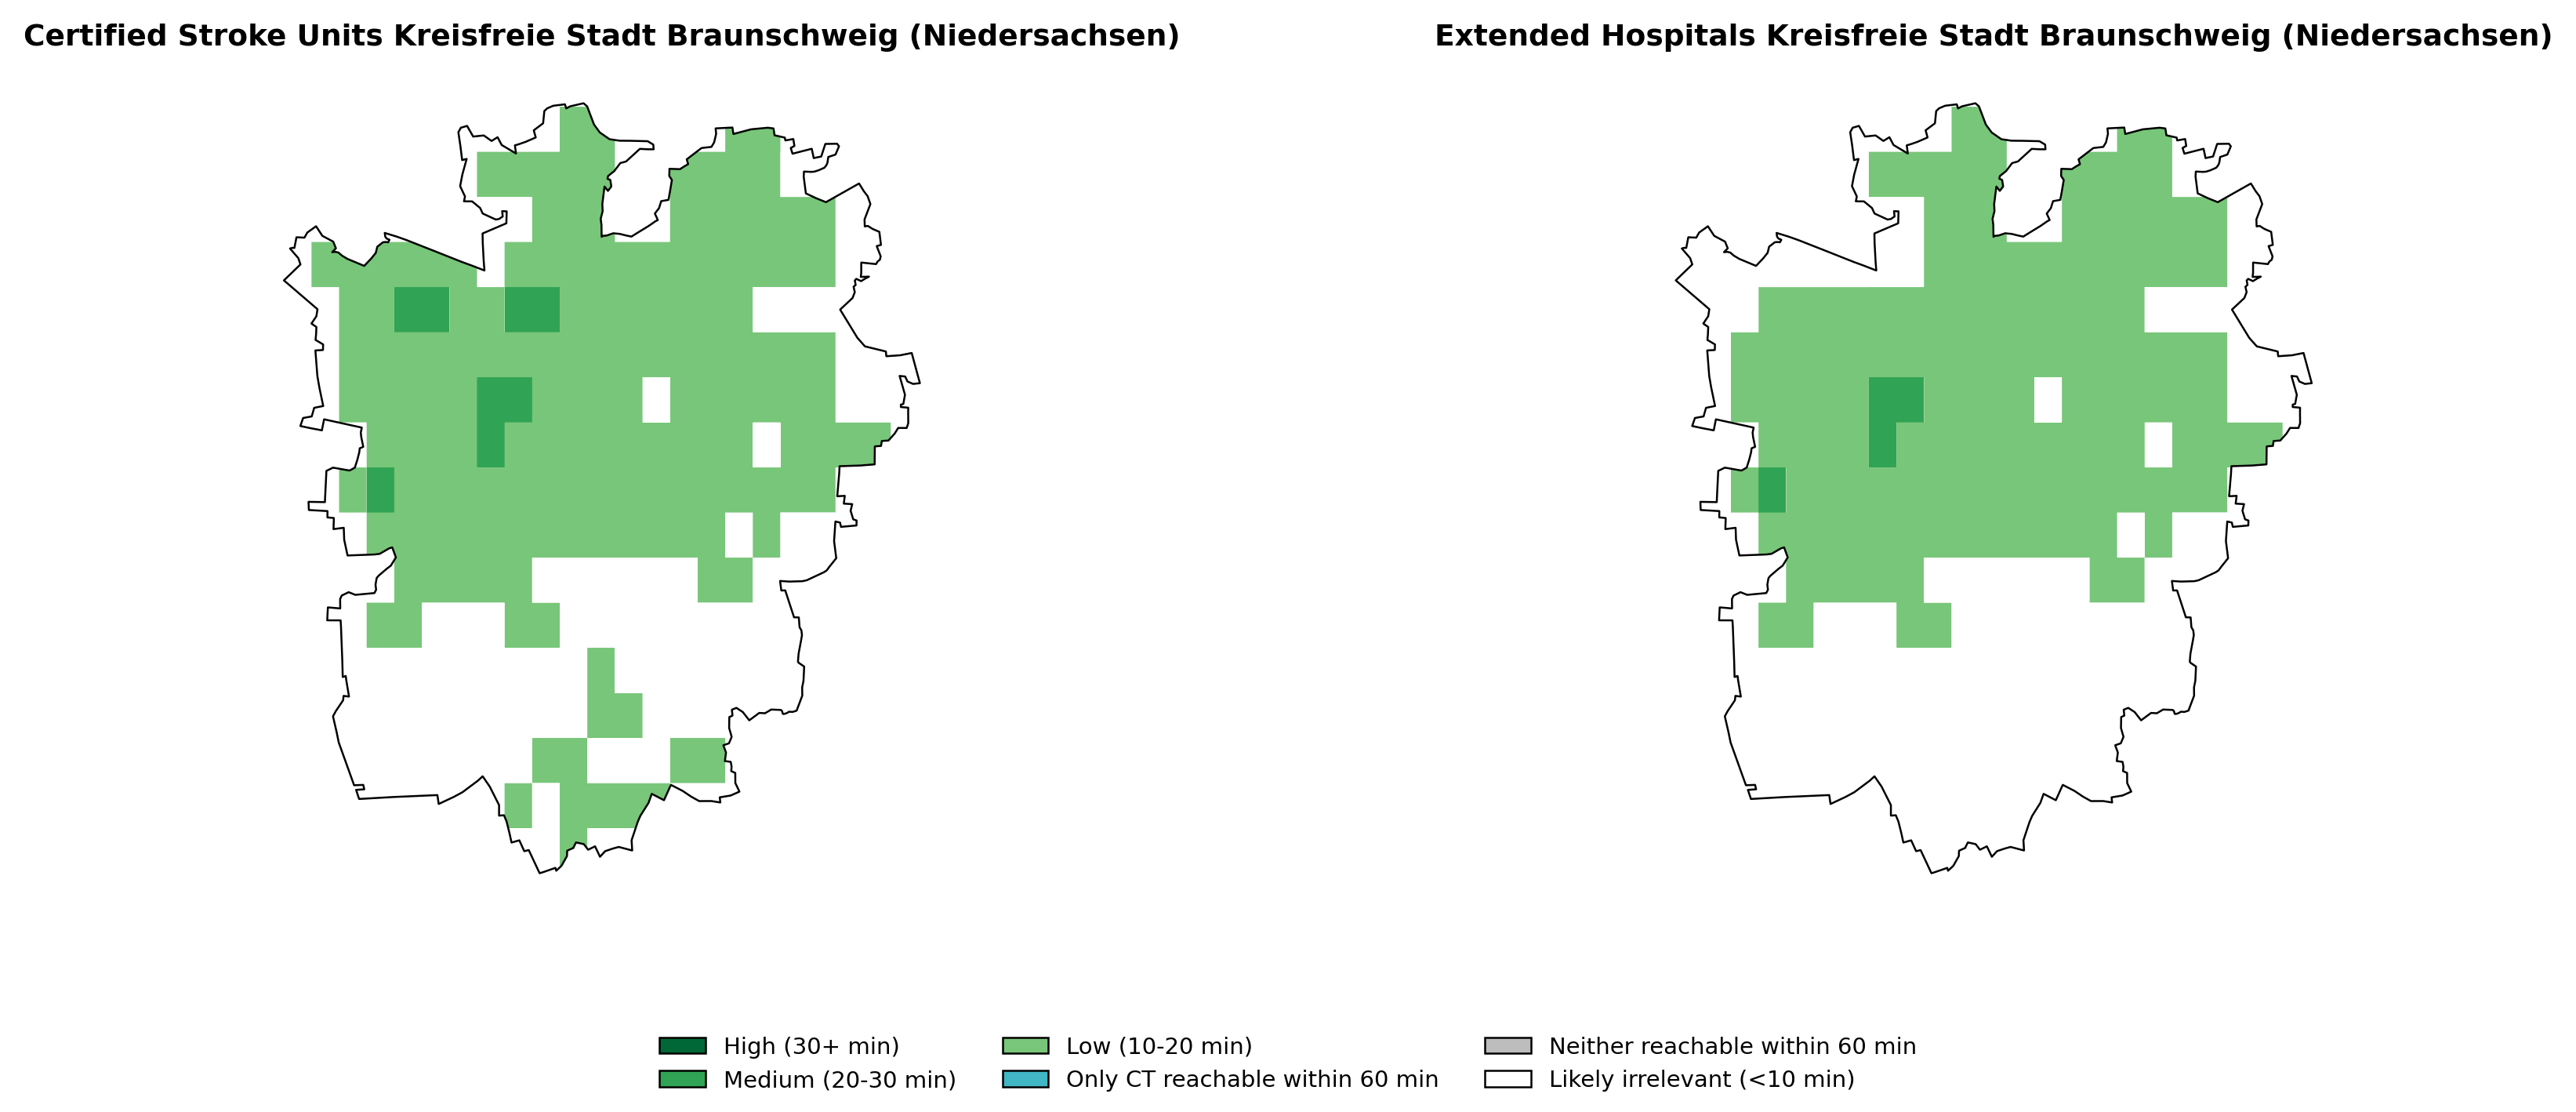 Certified Stroke Units Kreisfreie Stadt Braunschweig (Niedersachsen)
Extended Hospitals Kreisfreie Stadt Braunschweig (Niedersachsen)
High (30+ min)
Medium (20-30 min)
Low (10-20 min)
Only CT reachable within 60 min
Neither reachable within 60 min
Likely irrelevant (<10 min)